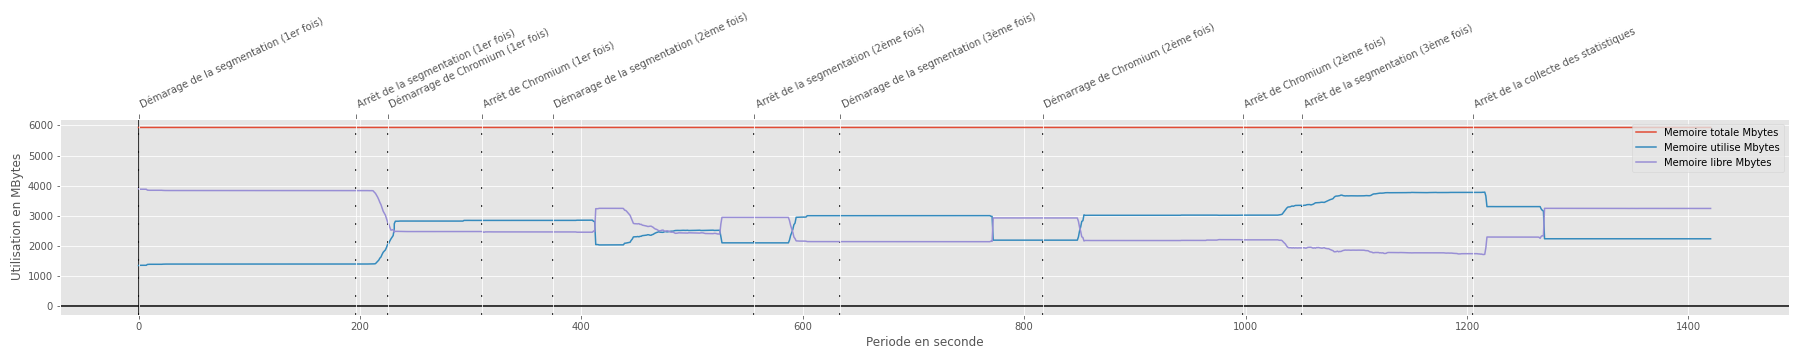 Démarage de la segmentation (1er fois)
Arrêt de la segmentation (1er fois)
Démarrage de Chromium (1er fois)
Arrêt de Chromium (1er fois)
Démarage de la segmentation (2ème fois)
Arrêt de la segmentation (2ème fois)
Démarage de la segmentation (3ème fois)
Démarrage de Chromium (2ème fois)
Arrêt de Chromium (2ème fois)
Arrêt de la segmentation (3ème fois)
Arrêt de la collecte des statistiques
Utilisation en MBytes
6000
5000
4000
3000
2000
1000
0
Memoire totale Mbytes
Memoire utilise Mbytes
Memoire libre Mbytes
0 200 400 600 800 1000 1200 1400
Periode en seconde